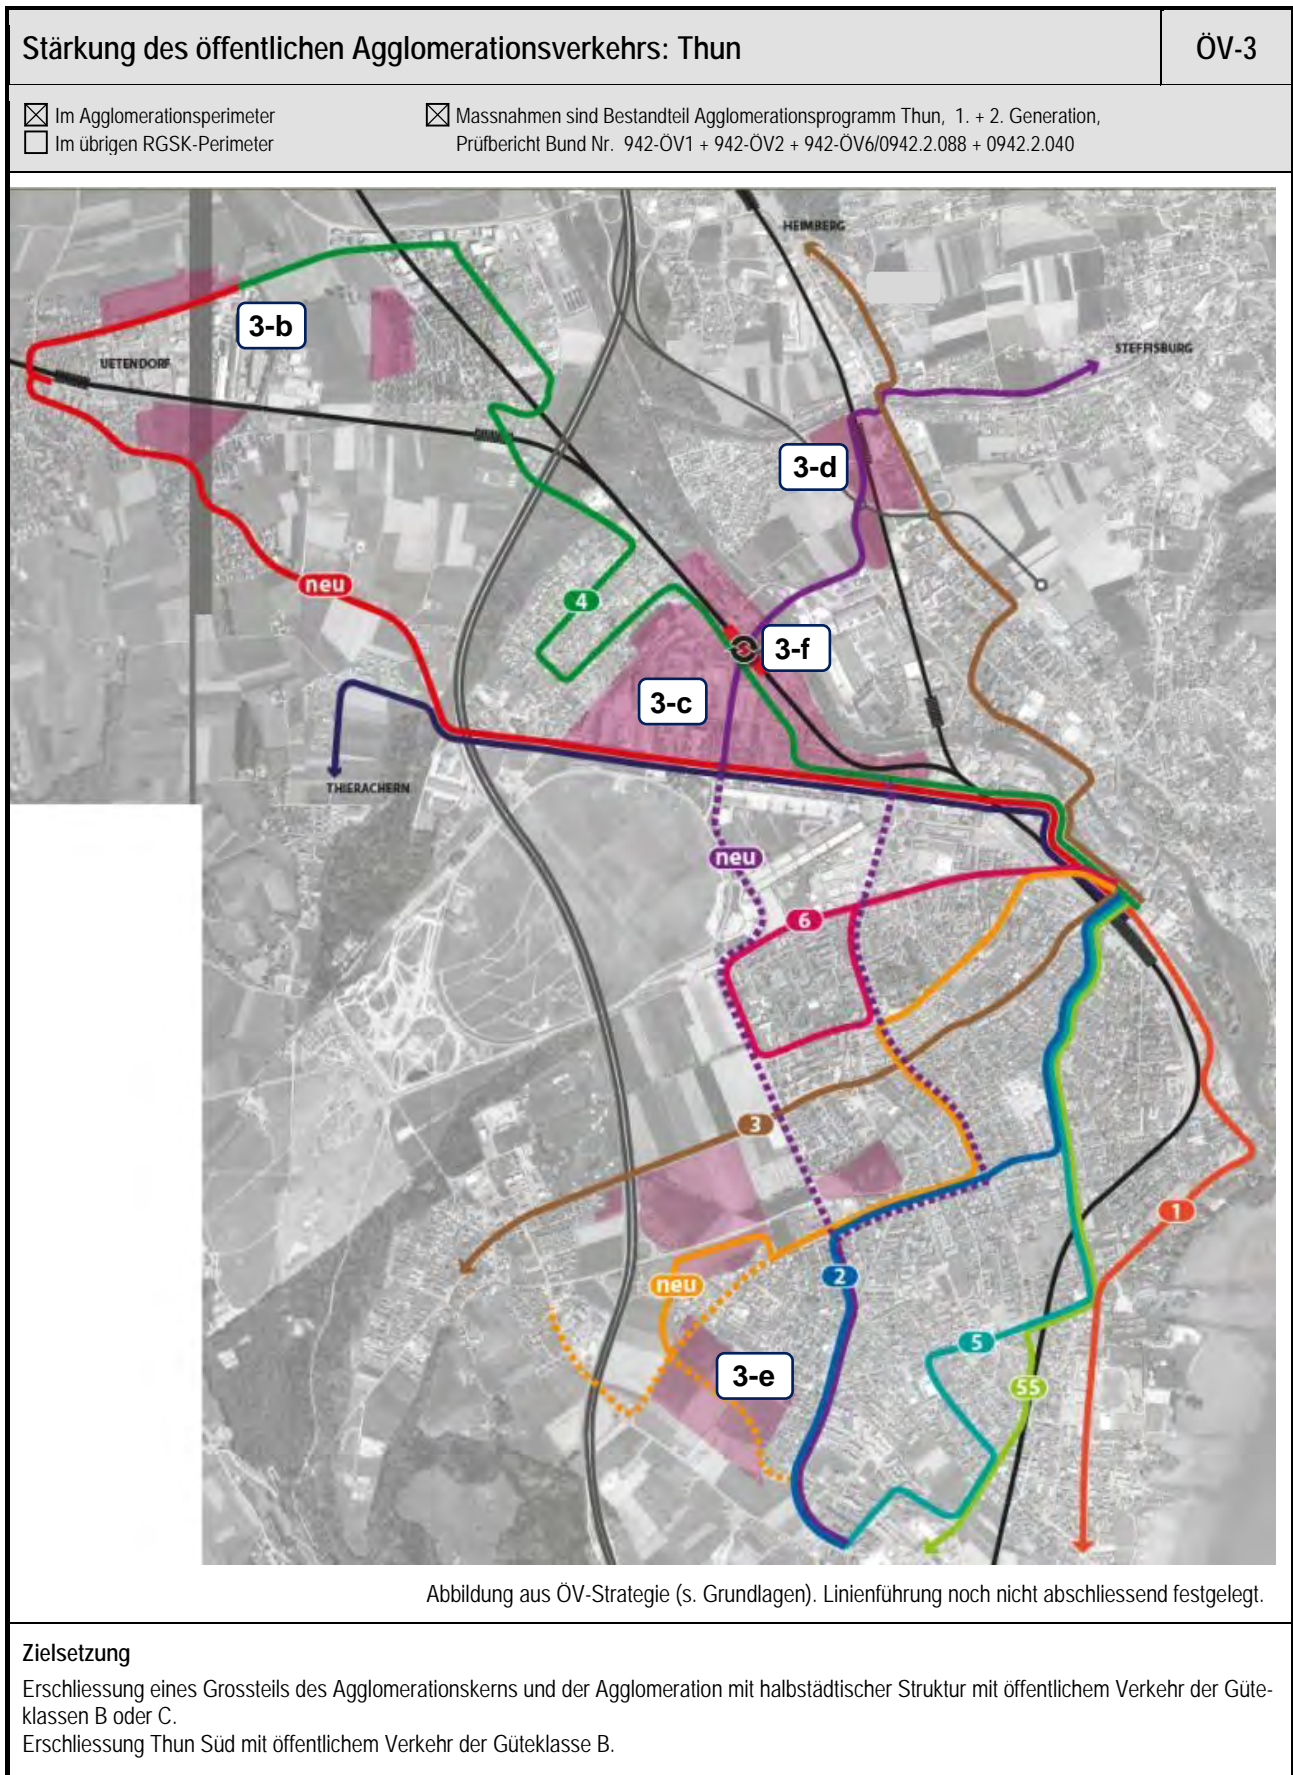 Stärkung des öffentlichen Agglomerationsverkehrs: Thun
ÖV-3
Im Agglomerationsperimeter
Im übrigen RGSK-Perimeter
Massnahmen sind Bestandteil Agglomerationsprogramm Thun, 1. + 2. Generation,
Prüfbericht Bund Nr. 942-ÖV1 + 942-ÖV2 + 942-ÖV6/0942.2.088 + 0942.2.040
HEIMBERG
3-b
STEFFISBURG
UETENDORF
3-d
neu
4
S
3-f
3-c
THIERACHERN
neu
6
3
1
2
neu
5
3-e
55
Abbildung aus ÖV-Strategie (s. Grundlagen). Linienführung noch nicht abschliessend festgelegt.
Zielsetzung
Erschliessung eines Grossteils des Agglomerationskerns und der Agglomeration mit halbstädtischer Struktur mit öffentlichem Verkehr der Güte-
klassen B oder C.
Erschliessung Thun Süd mit öffentlichem Verkehr der Güteklasse B.